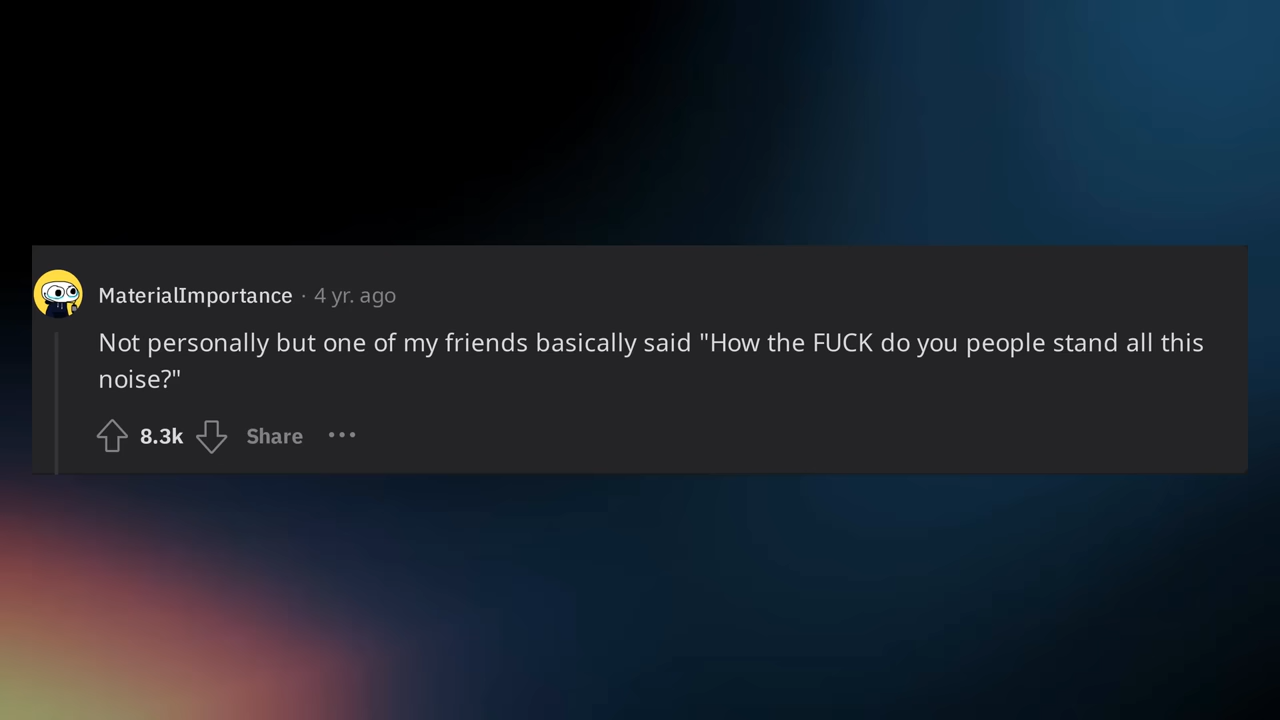 MaterialImportance · 4 yr. ago
Not personally but one of my friends basically said "How the FUCK do you people stand all this
noise?"
8.3k Share •••